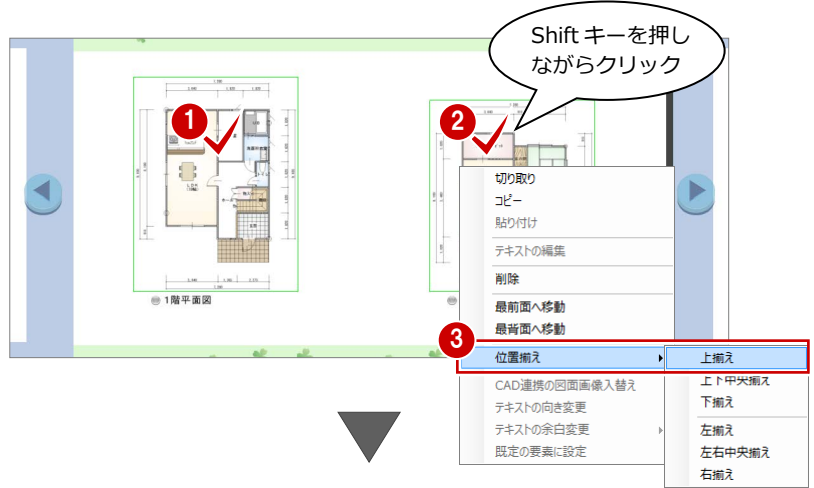 Shift キーを押し
ながらクリック
1
2
1階平面図
切り取り
コピー
貼り付け
テキストの編集
削除
最前面へ移動
最背面へ移動
3
位置揃え
上揃え
上下中央揃え
下揃え
左揃え
左右中央揃え
右揃え
CAD連携の図面画像入替え
テキストの向き変更
テキストの余白変更
既定の要素に設定